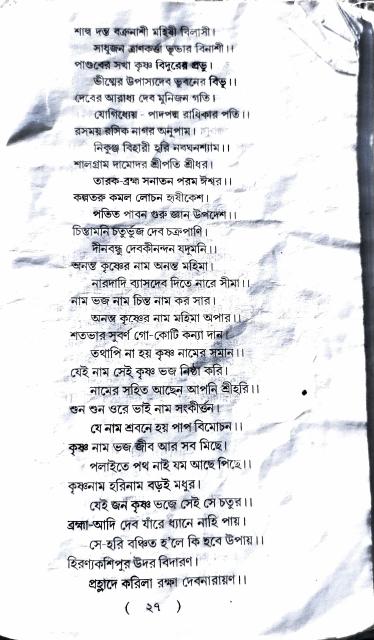 শাল্ব দন্ত বক্রনাশী মহিষী বিলাসী।
সাধুজন ত্রাণকর্ত্তা ভূভার বিনাশী।।
পাণ্ডবের সখা কৃষ্ণ বিদুরের প্রভু।
ভীষ্মের উপাস্যদেব ভুবনের বিভু।।
দেবের আরাধ্য দেব মুনিজন গতি।
যোগিধ্যেয় - পাদপদ্ম রাধিকার পতি।।
রসময় রসিক নাগর অনুপাম।
নিকুঞ্জ বিহারী হরি নবঘনশ্যাম।।
শালগ্রাম দামোদর শ্রীপতি শ্রীধর।
তারক-ব্রহ্ম সনাতন পরম ঈশ্বর।।
কল্পতরু কমল লোচন হৃষীকেশ।
পতিত পাবন গুরু জ্ঞান উপদেশ।।
চিন্তামনি চতুর্ভুজ দেব চক্রপাণি।
দীনবন্ধু দেবকীনন্দন যদুমনি।।
অনন্ত কৃষ্ণের নাম অনন্ত মহিমা।
নারদাদি ব্যাসদেব দিতে নারে সীমা।।
নাম ভজ নাম চিন্ত নাম কর সার।
অনন্ত কৃষ্ণের নাম মহিমা অপার।।
শতভার সুবর্ণ গো-কোটি কন্যা দান।
তথাপি না হয় কৃষ্ণ নামের সমান।।
যেই নাম সেই কৃষ্ণ ভজ নিষ্ঠা করি।
নামের সহিত আছেন আপনি শ্রীহরি।।
শুন শুন ওরে ভাই নাম সংকীর্ত্তন।
যে নাম শ্রবনে হয় পাপ বিমোচন।।
কৃষ্ণ নাম ভজ জীব আর সব মিছে।
পলাইতে পথ নাই যম আছে পিছে।।
কৃষ্ণনাম হরিনাম বড়ই মধুর।
যেই জন কৃষ্ণ ভজে সেই সে চতুর।।
ব্রহ্মা-আদি দেব যাঁরে ধ্যানে নাহি পায়।
সে-হরি বঞ্চিত হ'লে কি হবে উপায়।।
হিরণ্যকশিপুর উদর বিদারণ।
প্রহ্লাদে করিলা রক্ষা দেবনারায়ণ।।
( ২৭ )